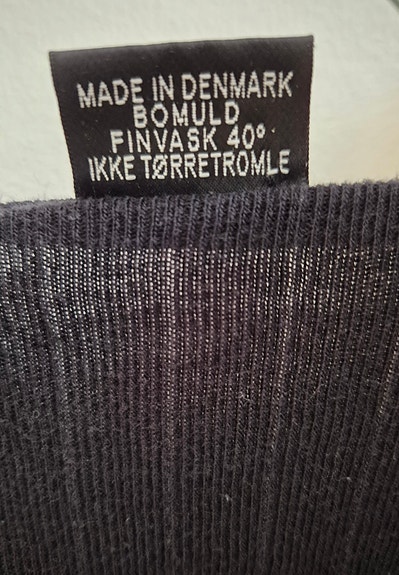 MADE IN DENMARK
BOMULD
FINVASK 40°
IKKE TØRRETROMLE